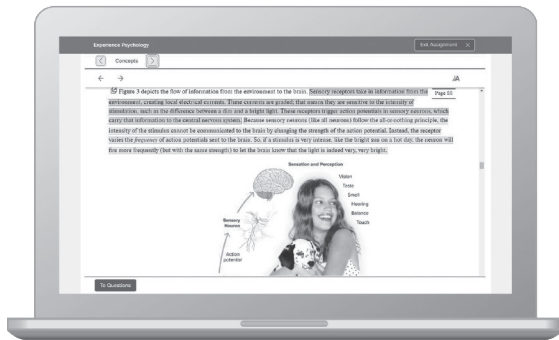 Experience Psychology
Exit Assignment X
Concepts
Figure 3 depicts the flow of information from the environment to the brain. Sensory receptors take in information from the
Page 83
environment, creating local electrical currents. These currents are graded; that means they are sensitive to the intensity of
stimulation, such as the difference between a dim and a bright light. These receptors trigger action potentials in sensory neurons, which
carry that information to the central nervous system. Because sensory neurons (like all neurons) follow the all-or-nothing principle, the
intensity of the stimulus cannot be communicated to the brain by changing the strength of the action potential. Instead, the receptor
varies the frequency of action potentials sent to the brain. So, if a stimulus is very intense, like the bright sun on a hot day, the neuron will
fire more frequently (but with the same strength) to let the brain know that the light is indeed very, very bright.
Sensation and Perception
Vision
Taste
Smell
Hearing
Balance
Touch
Sensory
Neurons
Action
potential
To Questions